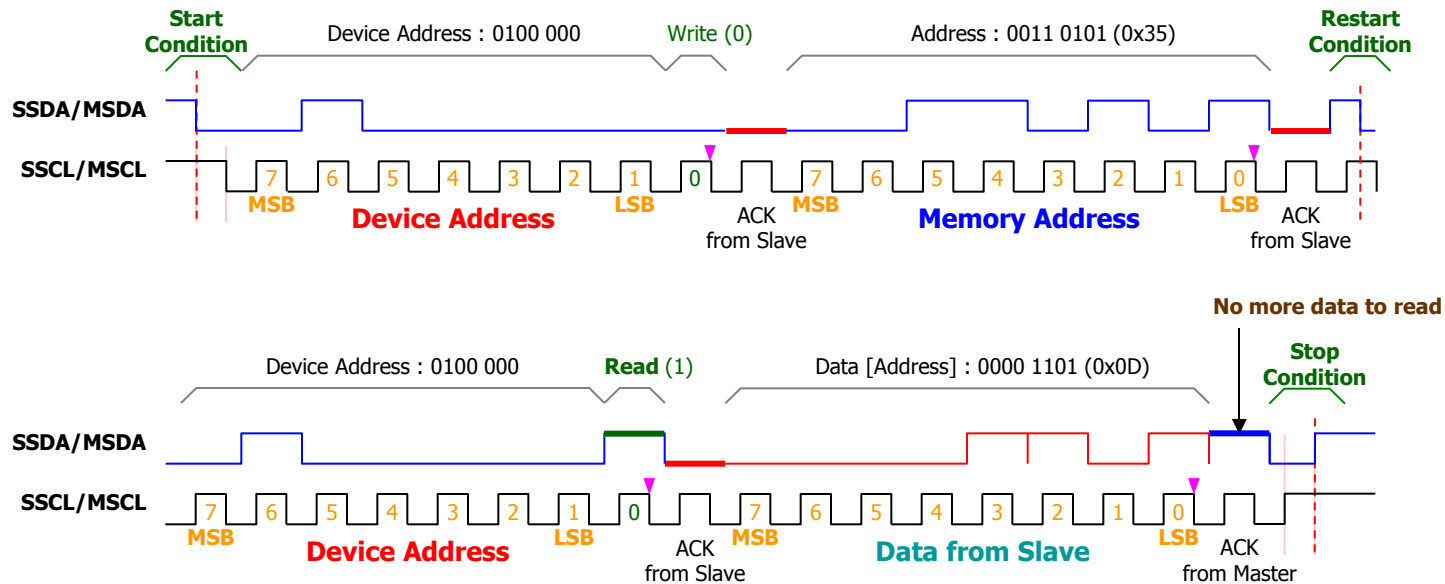 Start
Condition
Device Address : 0100 000
Write (0)
Address : 0011 0101 (0x35)
Restart
Condition
SSDA/MSDA
SSCL/MSCL
7 6 5 4 3 2 1 0 7 6 5 4 3 2 1 0
MSB
Device Address
LSB
ACK
from Slave
MSB
Memory Address
LSB
ACK
from Slave
No more data to read
Device Address : 0100 000
Read (1)
Data [Address] : 0000 1101 (0x0D)
Stop
Condition
SSDA/MSDA
SSCL/MSCL
7 6 5 4 3 2 1 0 7 6 5 4 3 2 1 0
MSB
Device Address
LSB
ACK
from Slave
MSB
Data from Slave
LSB
ACK
from Master